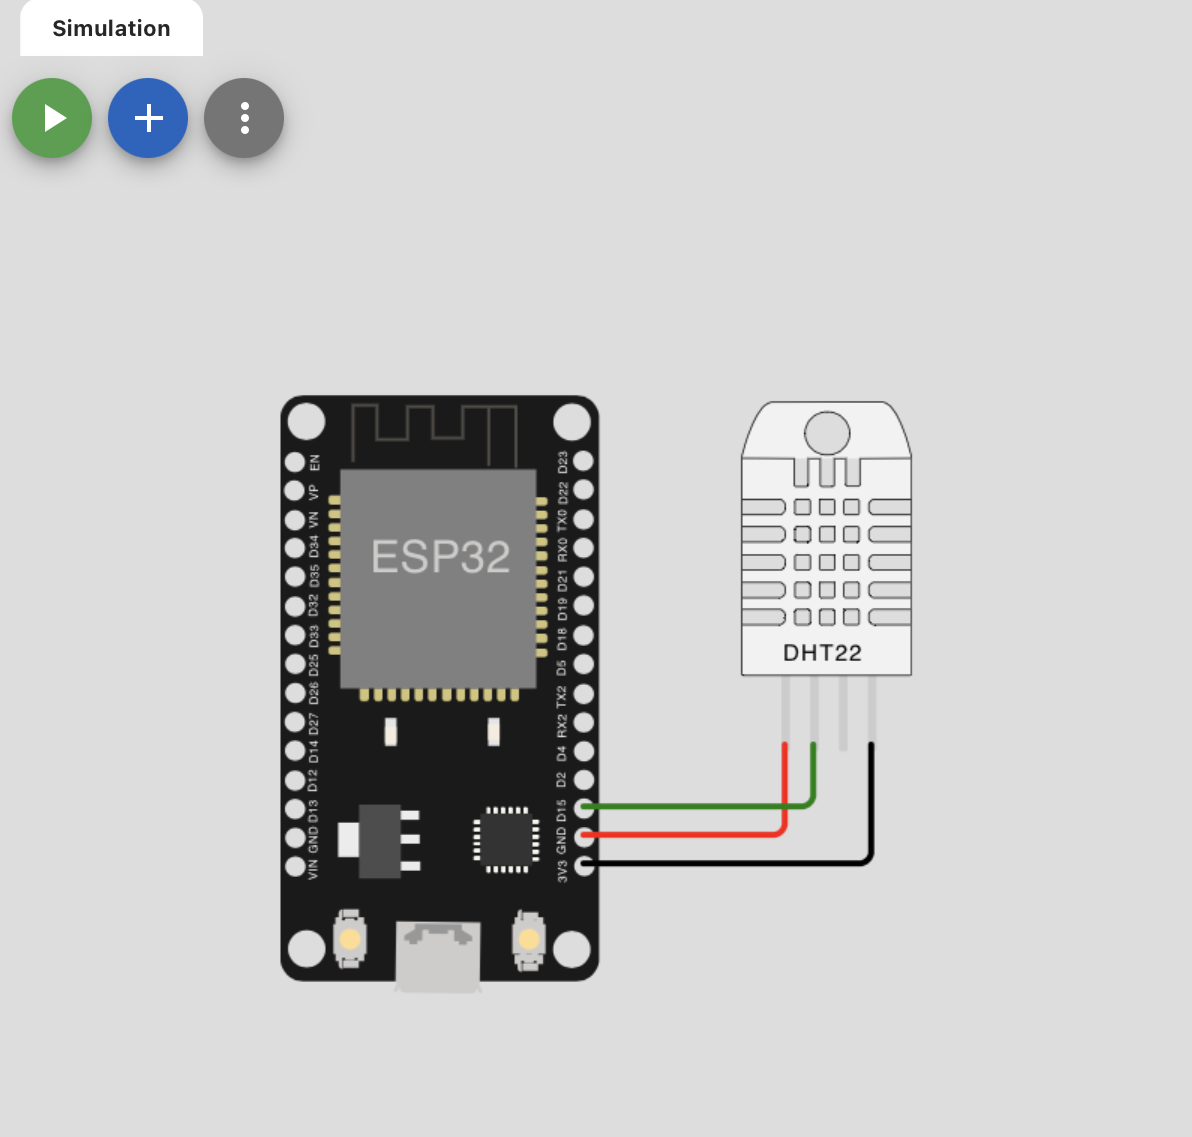 Simulation
EN
VP
VN
D34
D35
D32
D33
D25
D26
D27
D14
D12
D13
GND
VIN
ESP32
D23
D22
TX0
RX0
D21
D19
D18
D5
TX2
RX2
D4
D2
D15
GND
3V3
DHT22